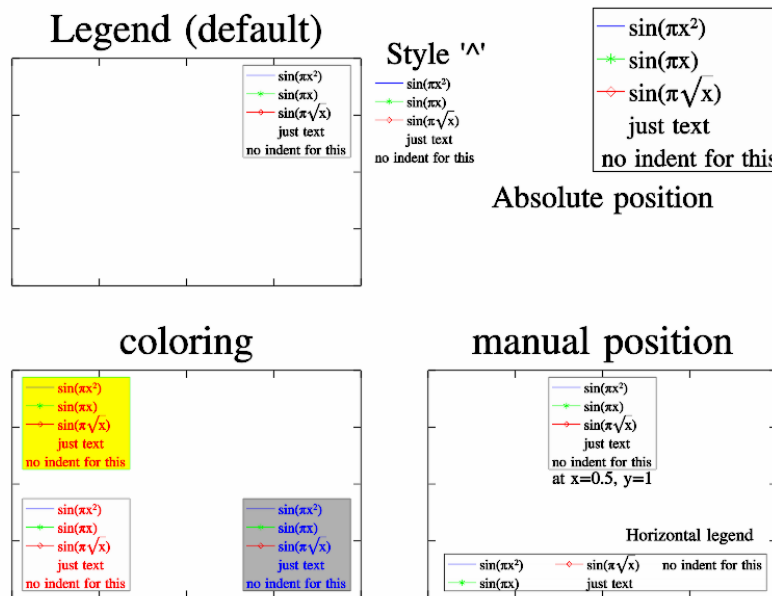 Legend (default)
sin(πx²)
sin(πx)
sin(π√x)
just text
no indent for this
Style '^'
sin(πx²)
sin(πx)
sin(π√x)
just text
no indent for this
sin(πx²)
sin(πx)
sin(π√x)
just text
no indent for this
Absolute position
coloring
sin(πx²)
sin(πx)
sin(π√x)
just text
no indent for this
sin(πx²)
sin(πx)
sin(π√x)
just text
no indent for this
sin(πx²)
sin(πx)
sin(π√x)
just text
no indent for this
manual position
sin(πx²)
sin(πx)
sin(π√x)
just text
no indent for this
at x=0.5, y=1
Horizontal legend
sin(πx²) sin(π√x) no indent for this
sin(πx) just text